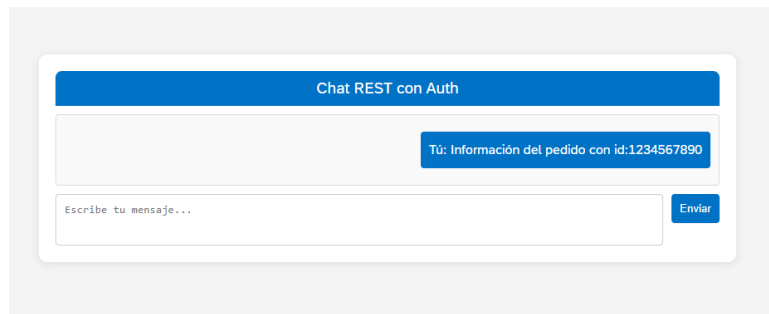 Chat REST con Auth
Tú: Información del pedido con id:1234567890
Escribe tu mensaje...
Enviar